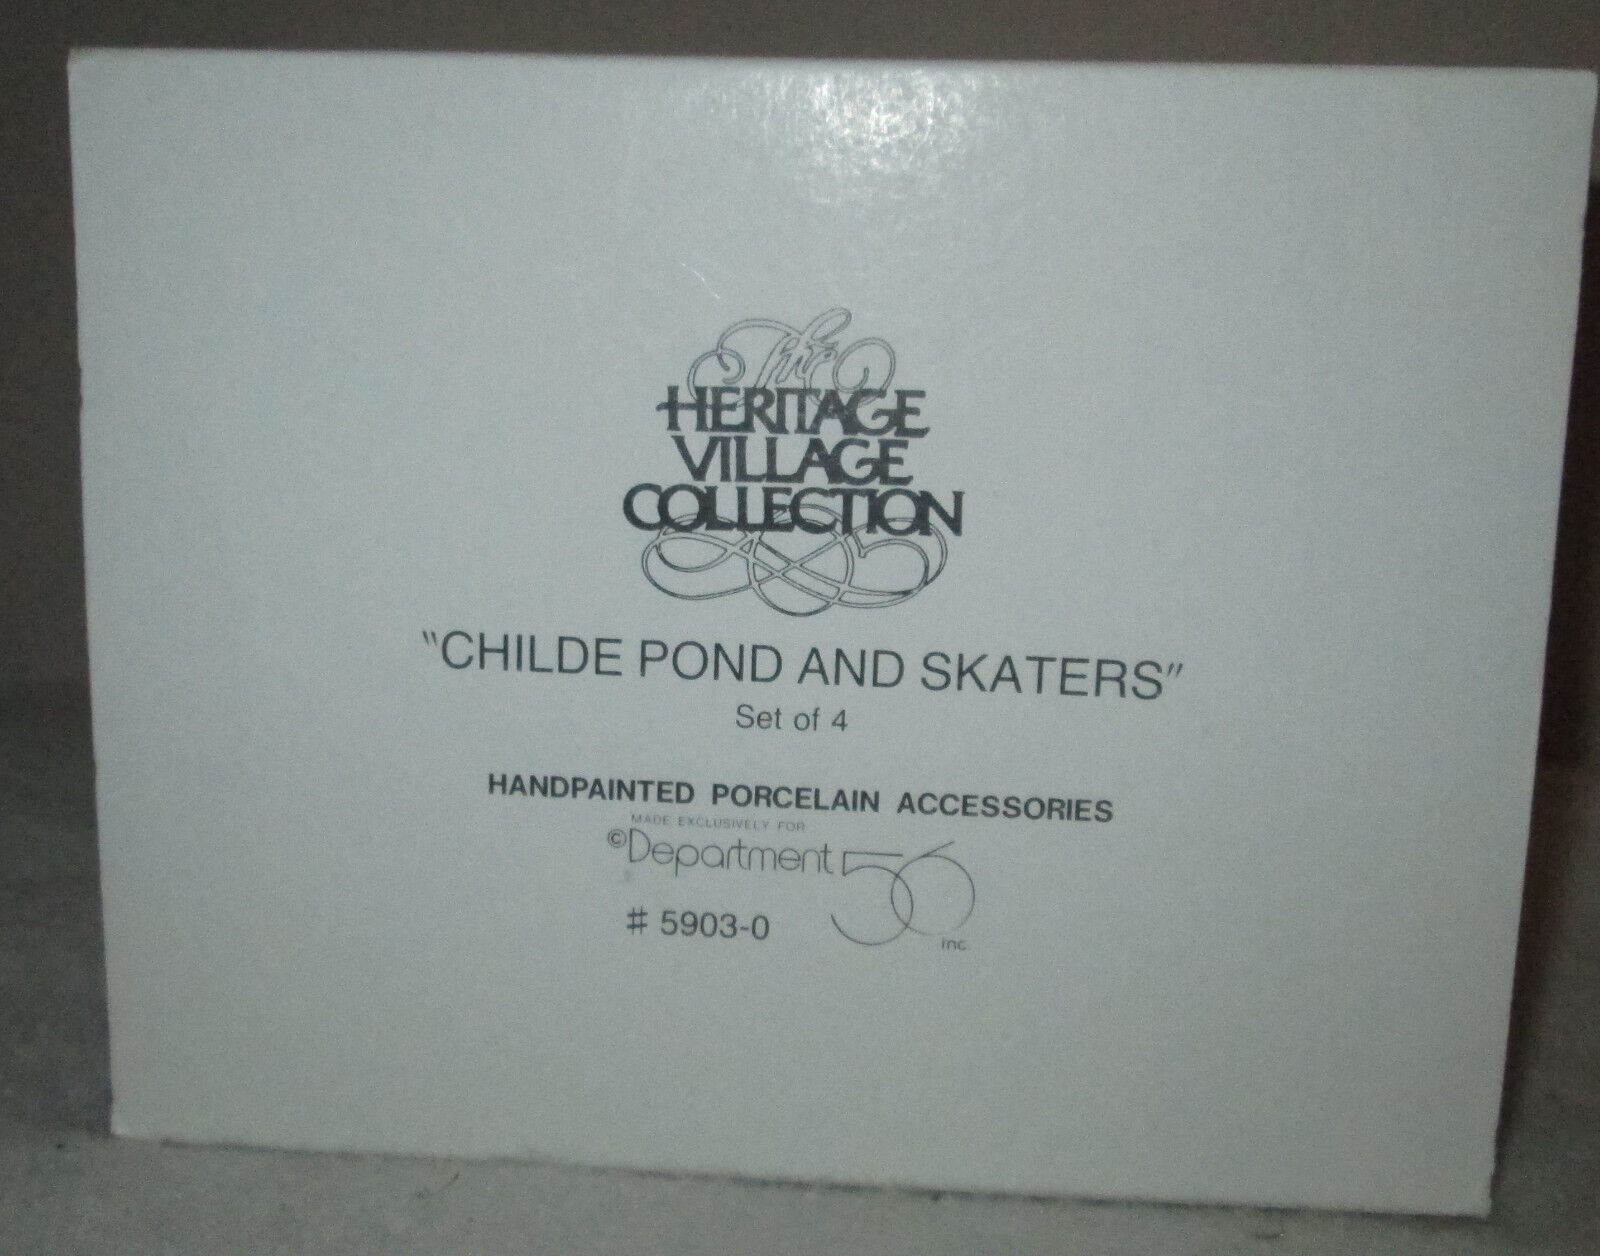 The
HERITAGE
VILLAGE
COLLECTION
"CHILDE POND AND SKATERS"
Set of 4
HANDPAINTED PORCELAIN ACCESSORIES
MADE EXCLUSIVELY FOR
©Department 56 inc
# 5903-0